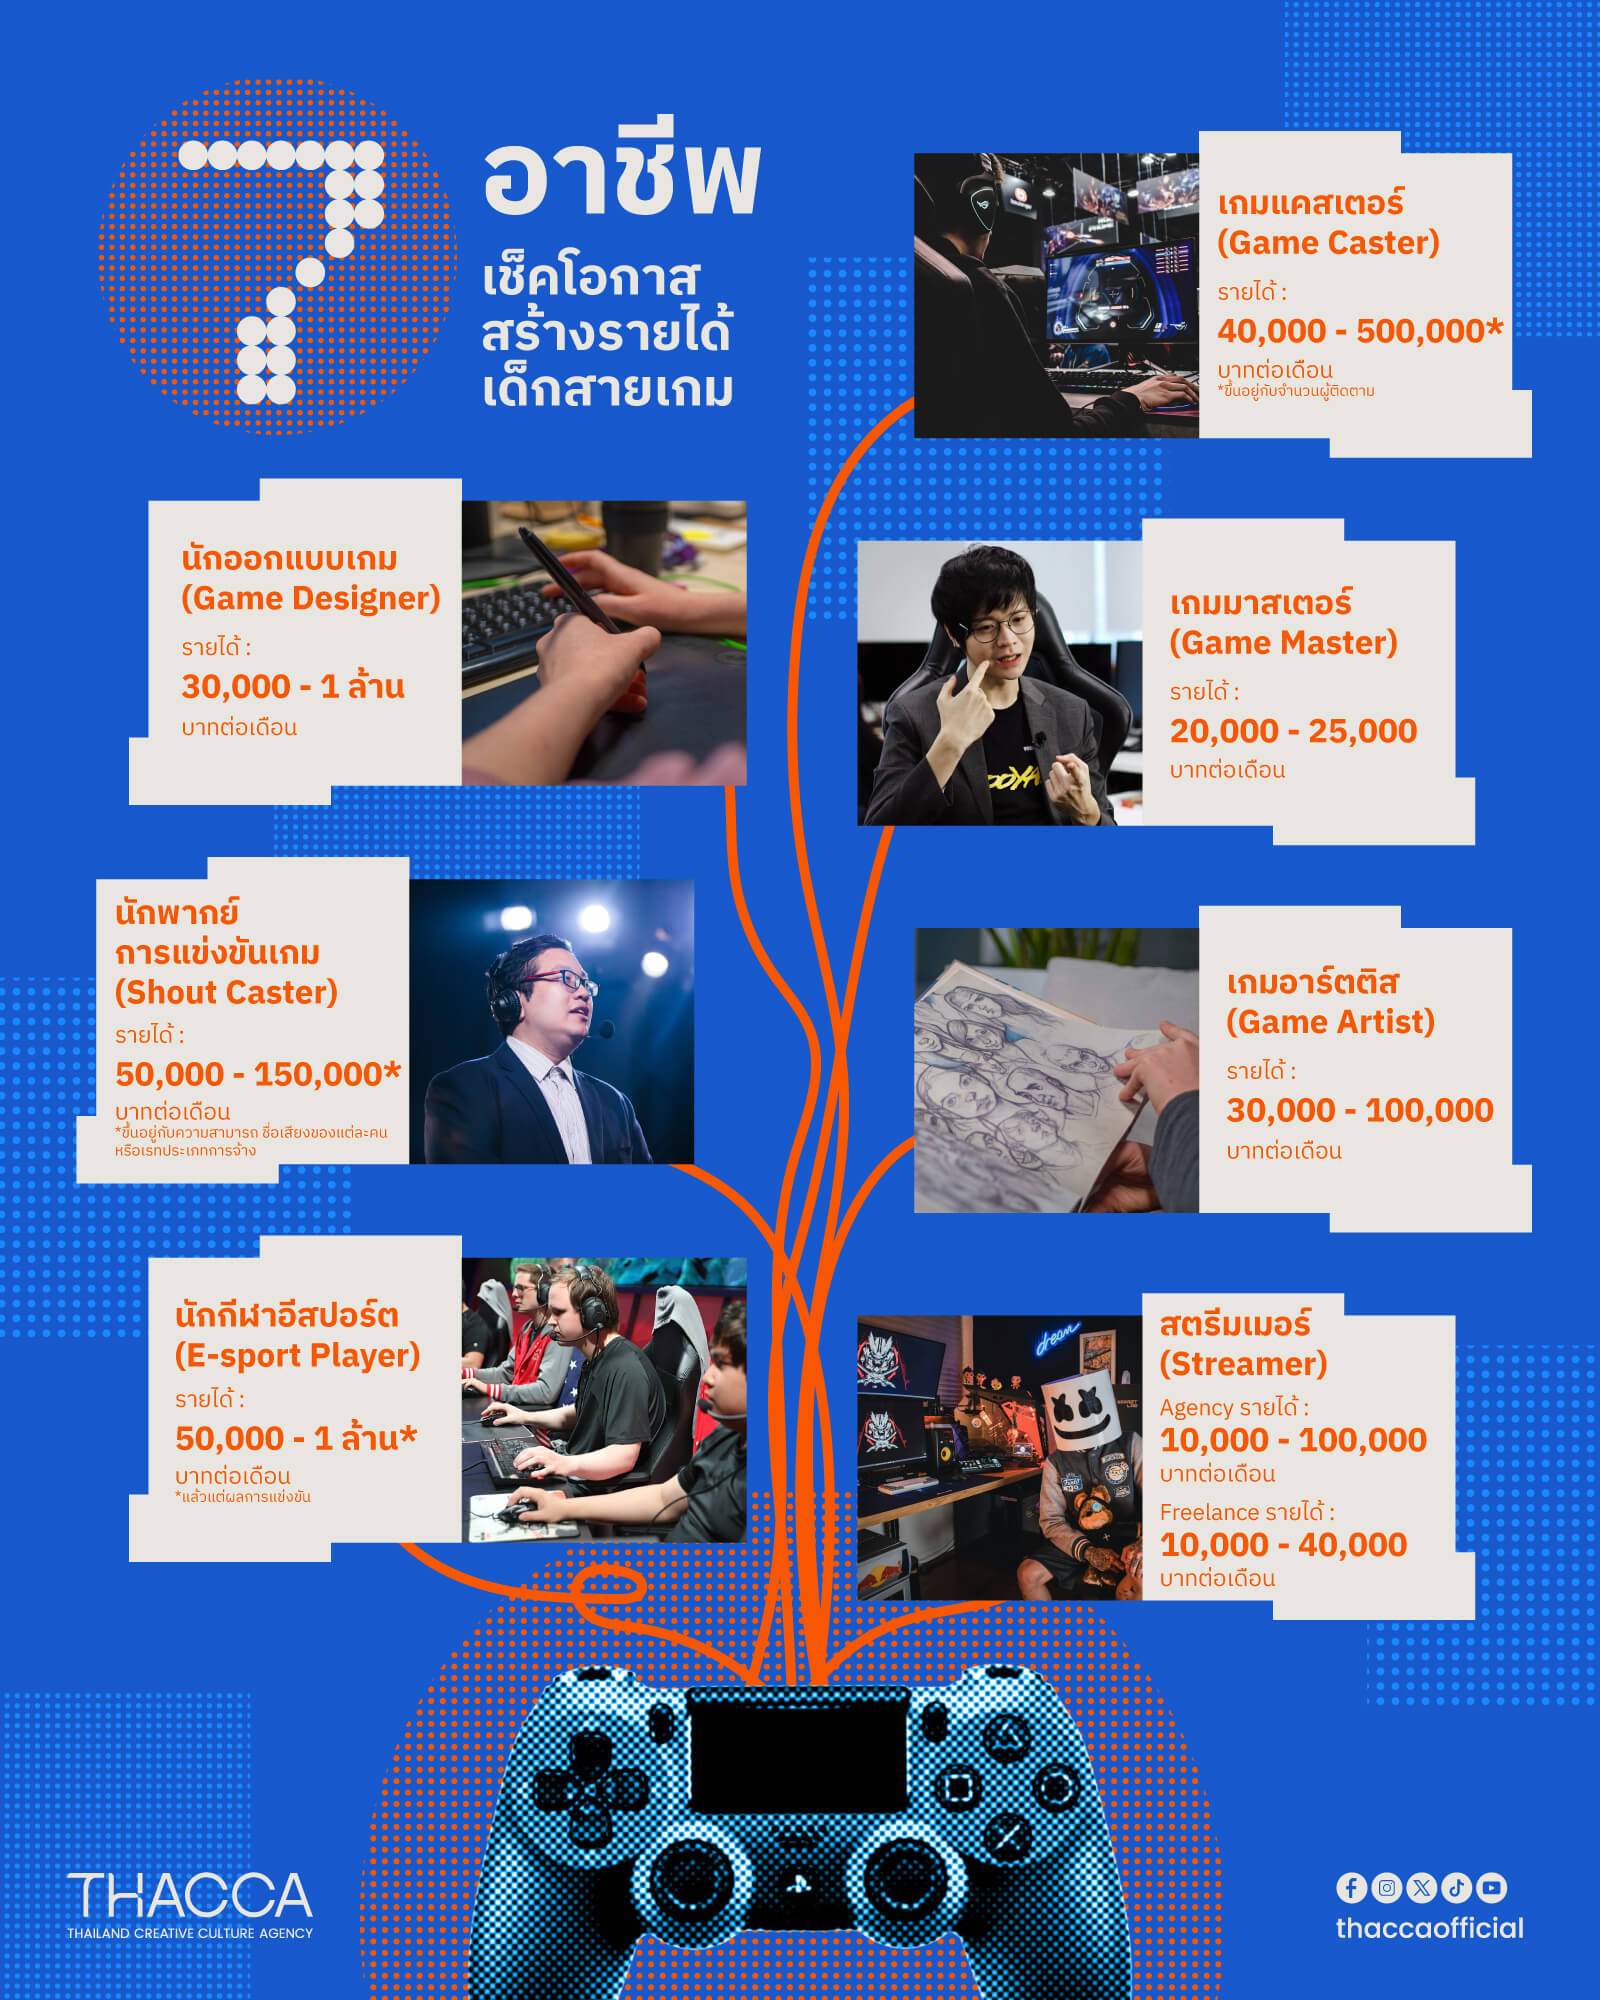 7
อาชีพ
เช็คโอกาส
สร้างรายได้
เด็กสายเกม
เกมแคสเตอร์
(Game Caster)
รายได้ :
40,000 - 500,000*
บาทต่อเดือน
*ขึ้นอยู่กับจำนวนผู้ติดตาม
นักออกแบบเกม
(Game Designer)
รายได้ :
30,000 - 1 ล้าน
บาทต่อเดือน
เกมมาสเตอร์
(Game Master)
รายได้ :
20,000 - 25,000
บาทต่อเดือน
นักพากย์
การแข่งขันเกม
(Shout Caster)
รายได้ :
50,000 - 150,000*
บาทต่อเดือน
*ขึ้นอยู่กับความสามารถ ชื่อเสียงของแต่ละคน
หรือเรทประเภทการจ้าง
เกมอาร์ตติส
(Game Artist)
รายได้ :
30,000 - 100,000
บาทต่อเดือน
นักกีฬาอีสปอร์ต
(E-sport Player)
รายได้ :
50,000 - 1 ล้าน*
บาทต่อเดือน
*แล้วแต่ผลการแข่งขัน
dream
สตรีมเมอร์
(Streamer)
Agency รายได้ :
10,000 - 100,000
บาทต่อเดือน
Freelance รายได้ :
10,000 - 40,000
บาทต่อเดือน
THACCA
THAILAND CREATIVE CULTURE AGENCY
thaccaofficial